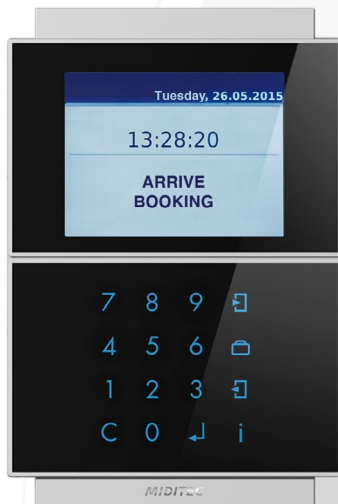 Tuesday, 26.05.2015
13:28:20
ARRIVE
BOOKING
7 8 9
4 5 6
1 2 3
C 0 i
MIDITEC